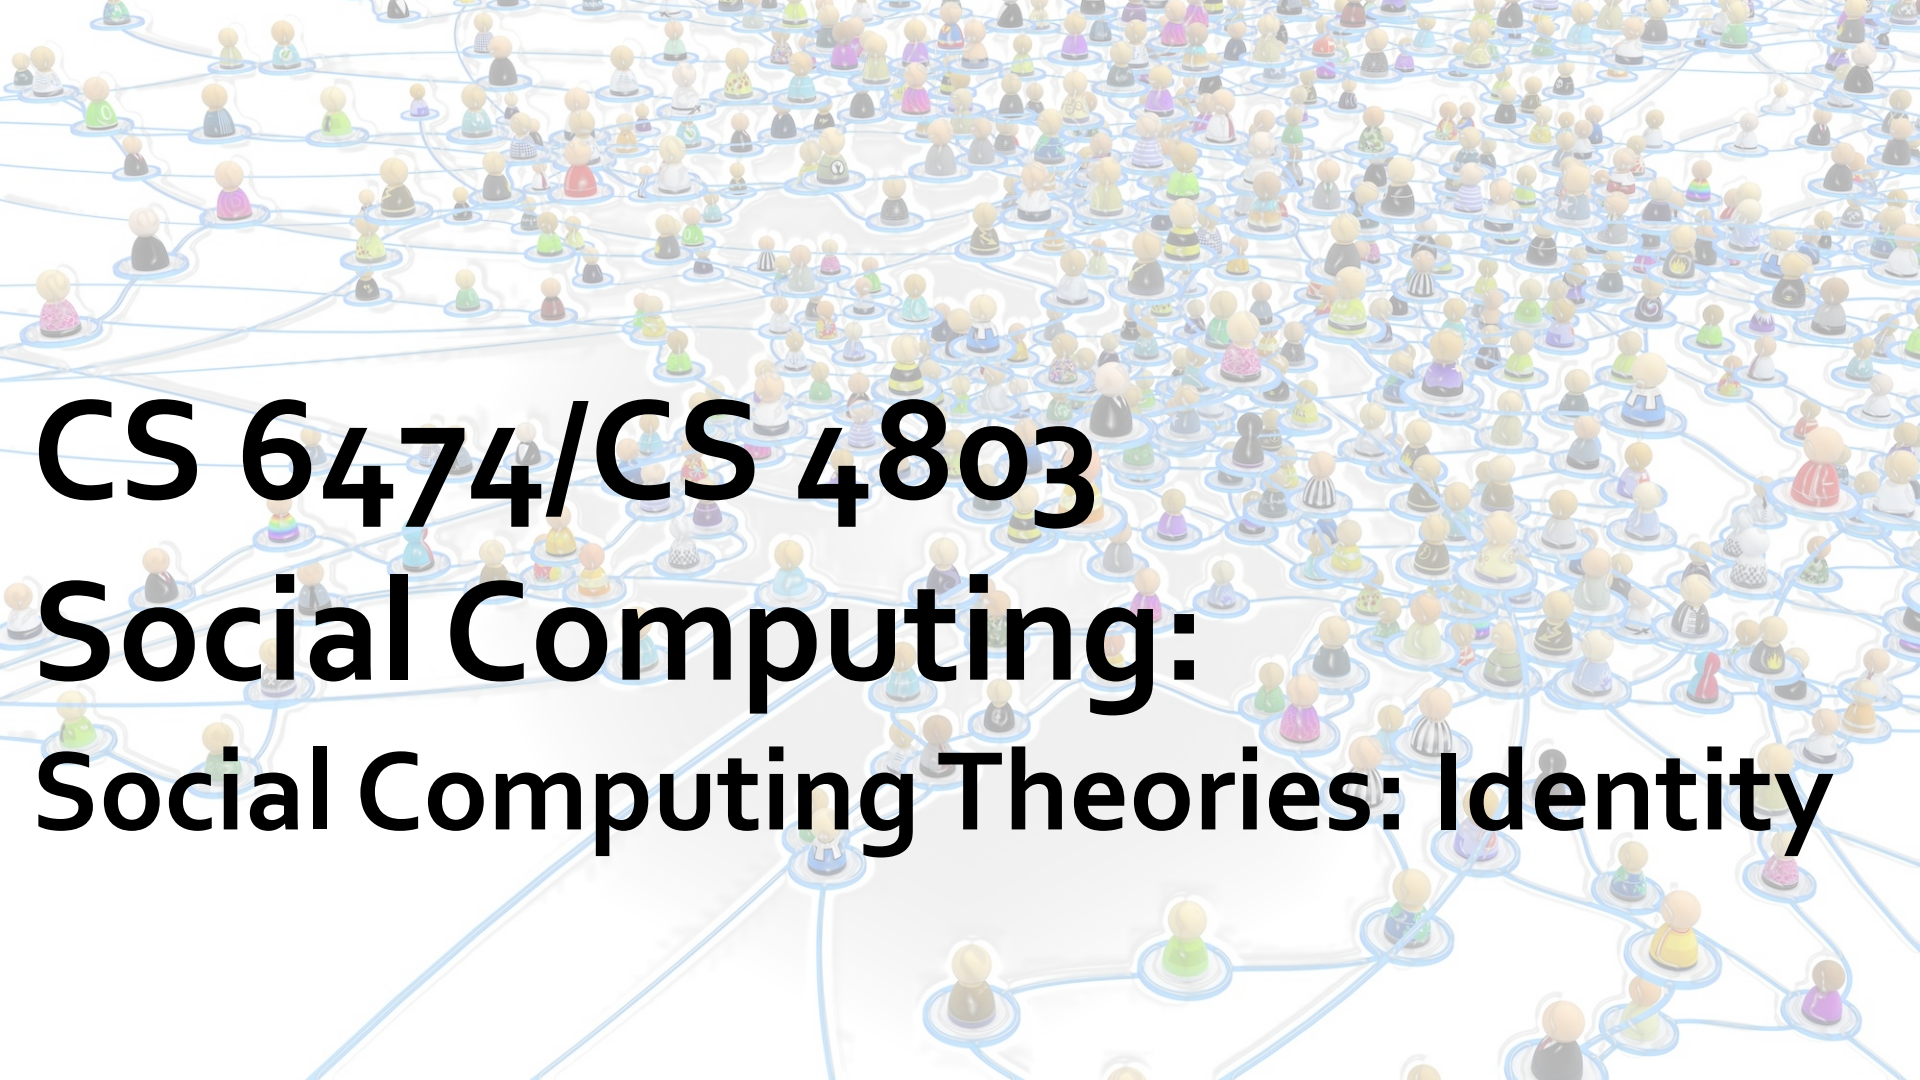 CS 6474/CS 4803
Social Computing:
Social Computing Theories: Identity